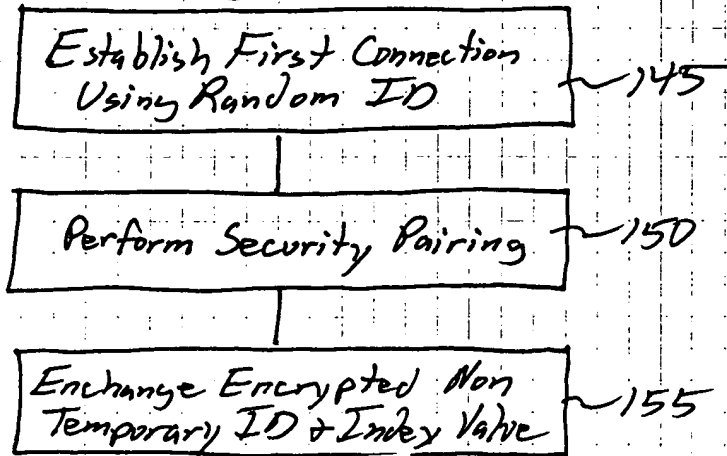 Establish First Connection
Using Random ID
145
Perform Security Pairing
150
Enchange Encrypted Non
Temporary ID & Index Value
155